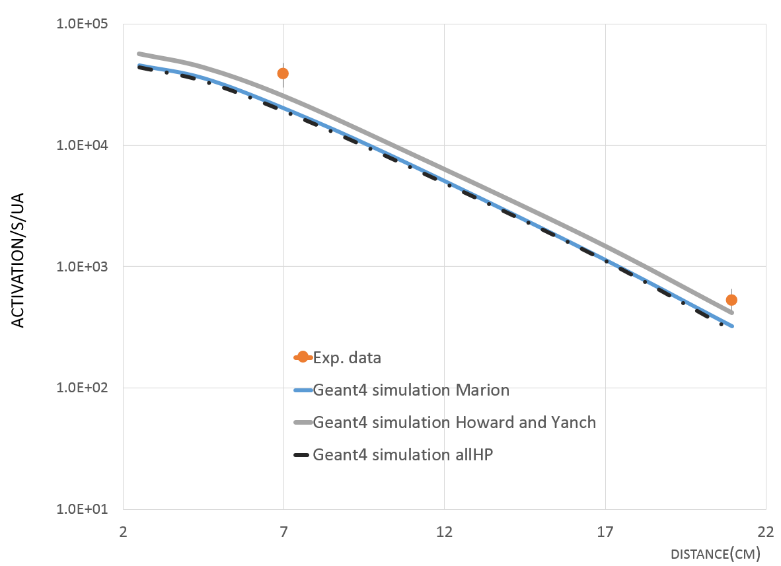 1.0E+05
1.0E+04
1.0E+03
1.0E+02
1.0E+01
ACTIVATION/S/UA
Exp. data
Geant4 simulation Marion
Geant4 simulation Howard and Yanch
Geant4 simulation allHP
2 7 12 17 22
DISTANCE(CM)